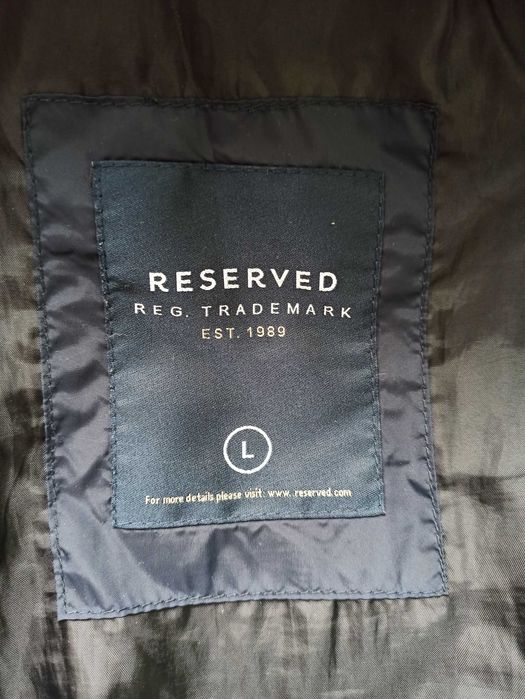 RESERVED
REG. TRADEMARK
EST. 1989
L
For more details please visit: www.reserved.com